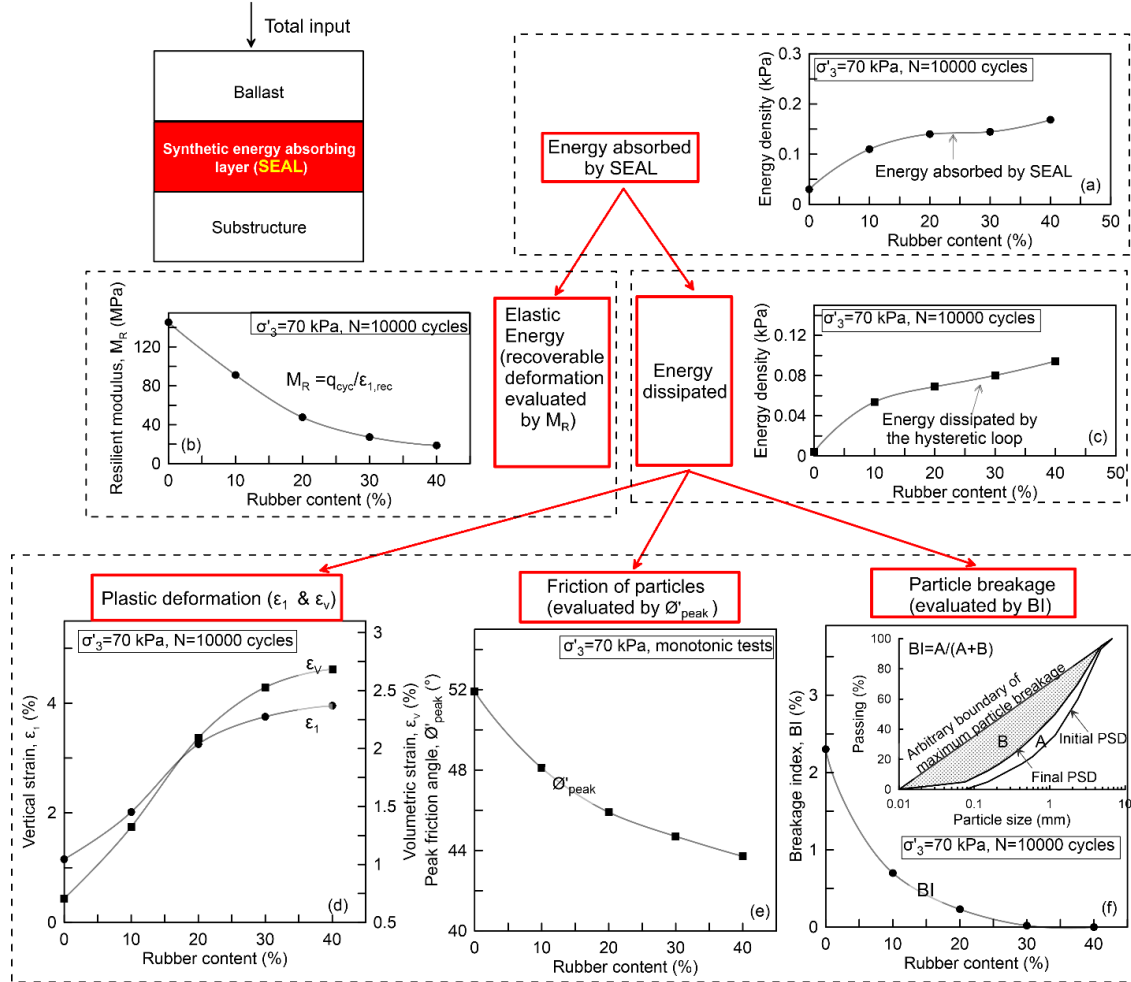 Total input
Ballast
Synthetic energy absorbing
layer (SEAL)
Substructure
Energy absorbed
by SEAL
Energy density (kPa)
0.3
0.2
0.1
0
σ'3=70 kPa, N=10000 cycles
Energy absorbed by SEAL
(a)
0 10 20 30 40 50
Rubber content (%)
Resilient modulus, MR (MPa)
120
80
40
0
σ'3=70 kPa, N=10000 cycles
MR =qcyc/ε1,rec
(b)
0 10 20 30 40
Rubber content (%)
Elastic
Energy
(recoverable
deformation
evaluated
by MR)
Energy
dissipated
Energy density (kPa)
0.12
0.08
0.04
0
σ'3=70 kPa, N=10000 cycles
Energy dissipated by
the hysteretic loop
(c)
0 10 20 30 40 50
Rubber content (%)
Plastic deformation (ε1 & εv)
Vertical strain, ε1 (%)
4
2
0
σ'3=70 kPa, N=10000 cycles
εV
ε1
(d)
3
2.5
2
1.5
1
0.5
Volumetric strain, εV (%)
0 10 20 30 40
Rubber content (%)
Friction of particles
(evaluated by Ø'peak)
Peak friction angle, Ø'peak (°)
52
48
44
40
σ'3=70 kPa, monotonic tests
Ø'peak
(e)
0 10 20 30 40
Rubber content (%)
Particle breakage
(evaluated by BI)
Breakage index, BI (%)
3
2
1
0
BI=A/(A+B)
Passing (%)
100
80
60
40
20
0
Arbitrary boundary of
maximum particle breakage
B
A
Initial PSD
Final PSD
0.01 0.1 1 10
Particle size (mm)
σ'3=70 kPa, N=10000 cycles
BI
(f)
0 10 20 30 40
Rubber content (%)